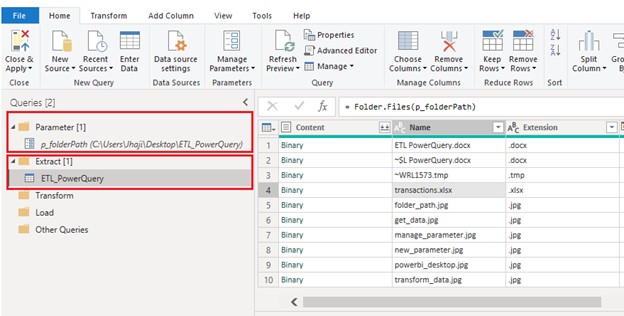 File Home Transform Add Column View Tools Help
Close & Apply New Source Recent Sources Enter Data Data source settings Manage Parameters Refresh Preview Properties Advanced Editor Manage Choose Columns Remove Columns Keep Rows Remove Rows Split Column
Close New Query Data Sources Parameters Query Manage Columns Reduce Rows Sort
Queries [2]
= Folder.Files(p_folderPath)
Parameter [1]
p_folderPath (C:\Users\Jhaji\Desktop\ETL_PowerQuery)
Extract [1]
ETL_PowerQuery
Transform
Load
Other Queries
Content Name Extension
1 Binary ETL PowerQuery.docx .docx
2 Binary ~$L PowerQuery.docx .docx
3 Binary ~WRL1573.tmp .tmp
4 Binary transactions.xlsx .xlsx
5 Binary folder_path.jpg .jpg
6 Binary get_data.jpg .jpg
7 Binary manage_parameter.jpg .jpg
8 Binary new_parameter.jpg .jpg
9 Binary powerbi_desktop.jpg .jpg
10 Binary transform_data.jpg .jpg